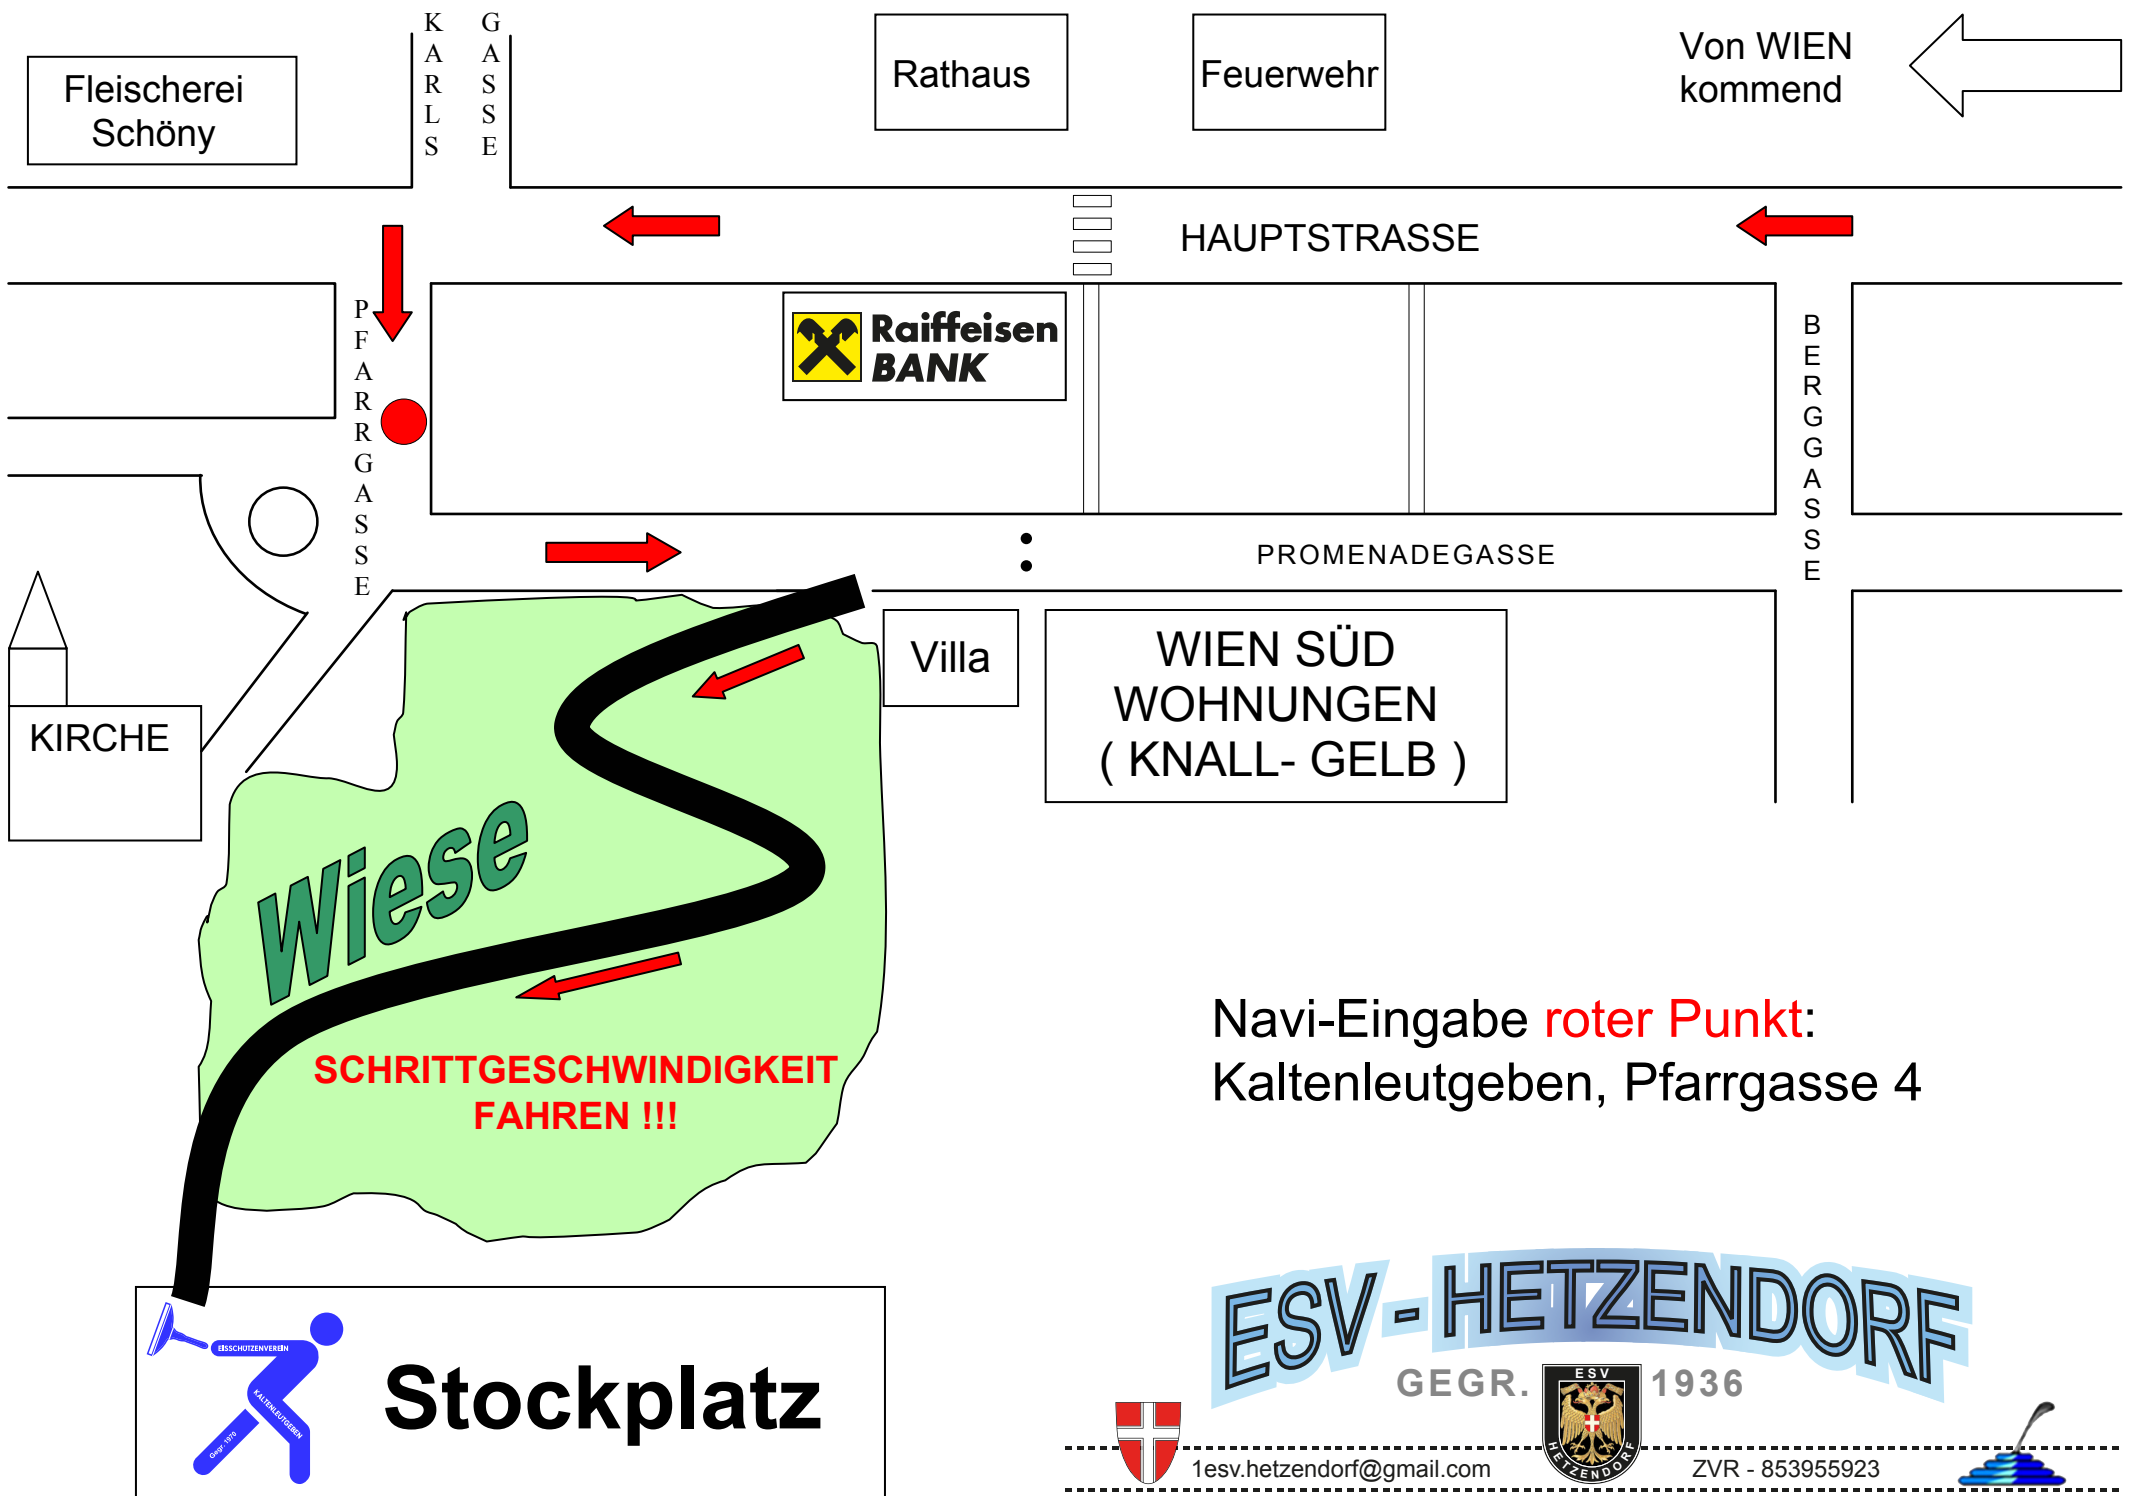 KARLS
GASSE
Fleischerei
Schöny
Rathaus
Feuerwehr
Von WIEN
kommend
HAUPTSTRASSE
PFARRGASSE
Raiffeisen
BANK
BERGGASSE
PROMENADEGASSE
Villa
WIEN SÜD
WOHNUNGEN
( KNALL- GELB )
KIRCHE
Wiese
SCHRITTGESCHWINDIGKEIT
FAHREN !!!
Navi-Eingabe roter Punkt:
Kaltenleutgeben, Pfarrgasse 4
EISSCHÜTZENVEREIN
KALTENLEUTGEBEN
Gegr. 1970
Stockplatz
ESV - HETZENDORF
GEGR. 1936
ESV
HETZENDORF
1esv.hetzendorf@gmail.com
ZVR - 853955923